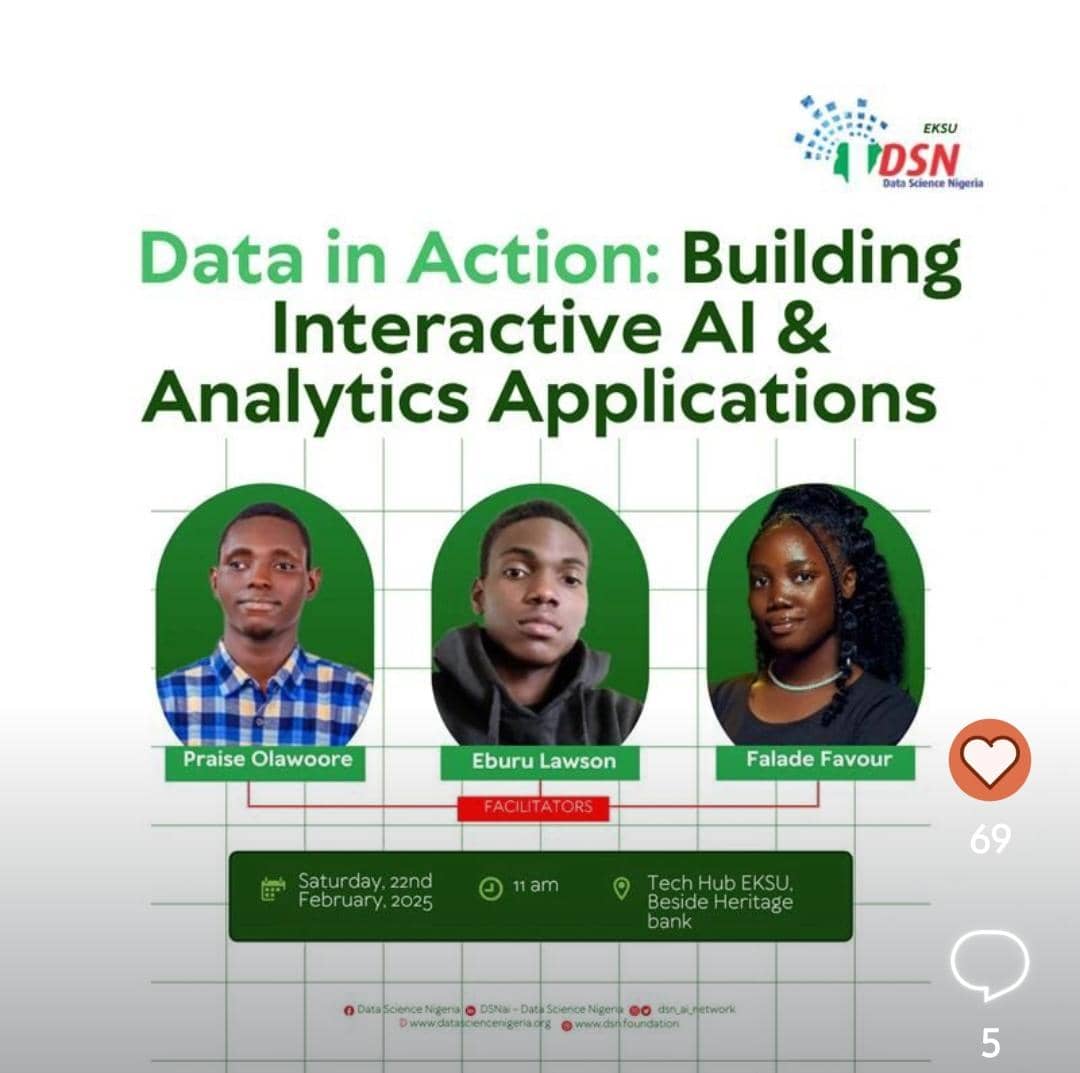 EKSU
DSN
Data Science Nigeria
Data in Action: Building
Interactive AI &
Analytics Applications
Praise Olawoore
Eburu Lawson
Falade Favour
FACILITATORS
Saturday, 22nd
February, 2025
11 am
Tech Hub EKSU,
Beside Heritage
bank
Data Science Nigeria DSNai - Data Science Nigeria dsn_ai_network
www.datasciencenigeria.org www.dsn.foundation
69
5